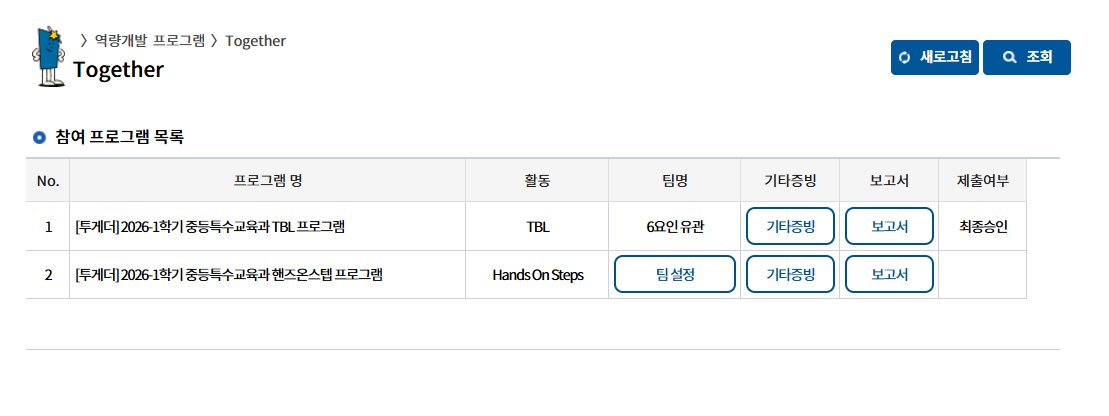 〉 역량개발 프로그램 〉 Together
Together
새로고침 조회
참여 프로그램 목록
No. 프로그램 명 활동 팀명 기타증빙 보고서 제출여부
1 [투게더] 2026-1학기 중등특수교육과 TBL 프로그램 TBL 6요인 유관 기타증빙 보고서 최종승인
2 [투게더] 2026-1학기 중등특수교육과 핸즈온스텝 프로그램 Hands On Steps 팀 설정 기타증빙 보고서